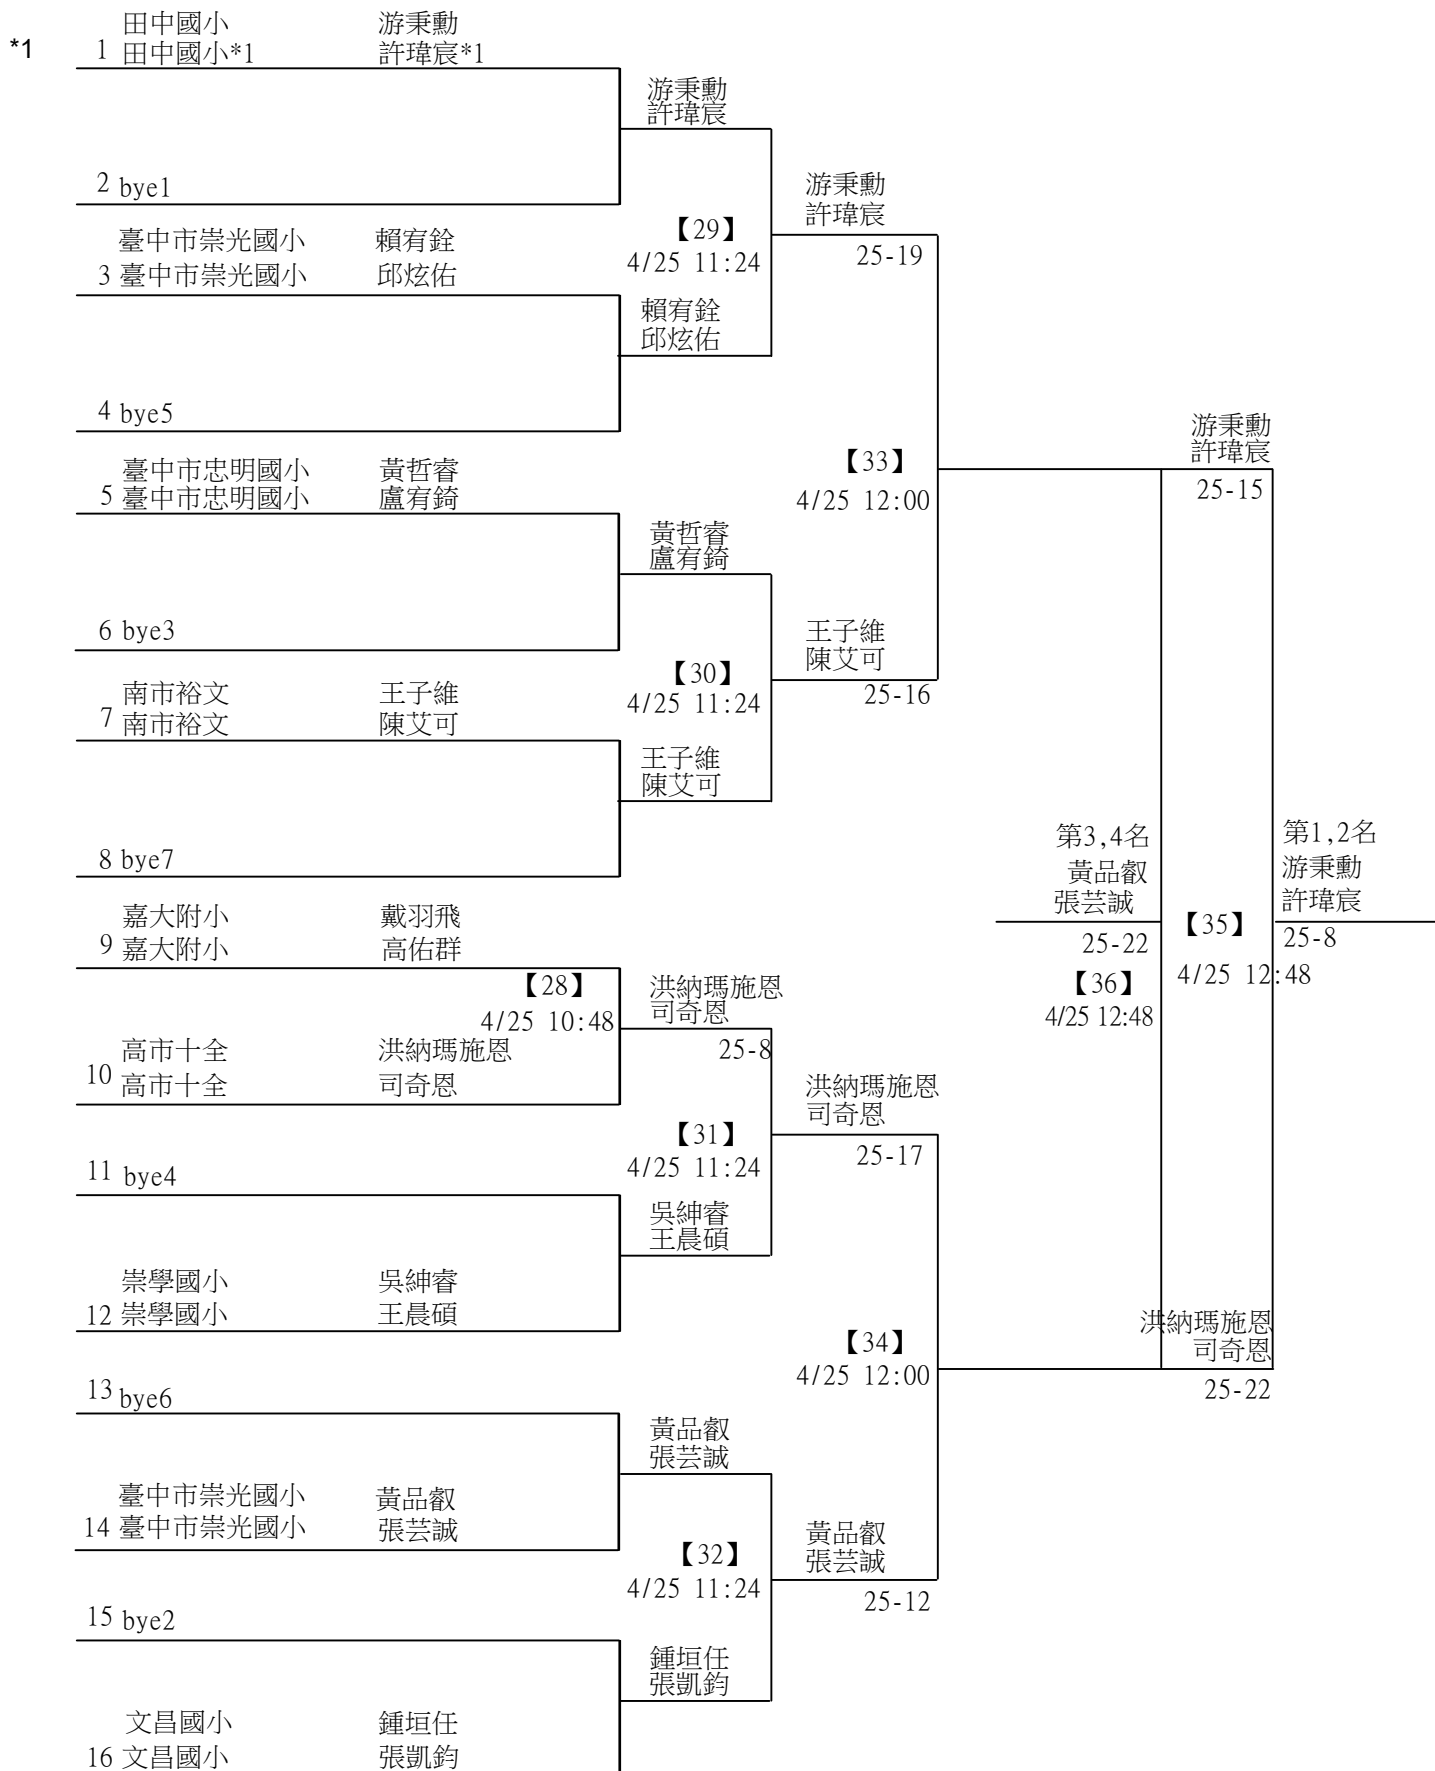 田中國小 游秉勳
*1 1 田中國小*1 許瑋宸*1
游秉勳
許瑋宸
2 bye1
游秉勳
許瑋宸
【29】
4/25 11:24
25-19
臺中市崇光國小 賴宥銓
3 臺中市崇光國小 邱炫佑
賴宥銓
邱炫佑
4 bye5
游秉勳
許瑋宸
25-15
【33】
4/25 12:00
臺中市忠明國小 黃哲睿
5 臺中市忠明國小 盧宥錡
黃哲睿
盧宥錡
6 bye3
王子維
陳艾可
25-16
【30】
4/25 11:24
南市裕文 王子維
7 南市裕文 陳艾可
王子維
陳艾可
8 bye7
第3,4名
黃品叡
張芸誠
25-22
【36】
4/25 12:48
【35】
4/25 12:48
第1,2名
游秉勳
許瑋宸
25-8
嘉大附小 戴羽飛
9 嘉大附小 高佑群
【28】
4/25 10:48
洪納瑪施恩
司奇恩
25-8
高市十全 洪納瑪施恩
10 高市十全 司奇恩
洪納瑪施恩
司奇恩
25-17
【31】
4/25 11:24
11 bye4
吳紳睿
王晨碩
崇學國小 吳紳睿
12 崇學國小 王晨碩
洪納瑪施恩
司奇恩
25-22
【34】
4/25 12:00
13 bye6
黃品叡
張芸誠
臺中市崇光國小 黃品叡
14 臺中市崇光國小 張芸誠
黃品叡
張芸誠
25-12
【32】
4/25 11:24
15 bye2
鍾垣任
張凱鈞
文昌國小 鍾垣任
16 文昌國小 張凱鈞